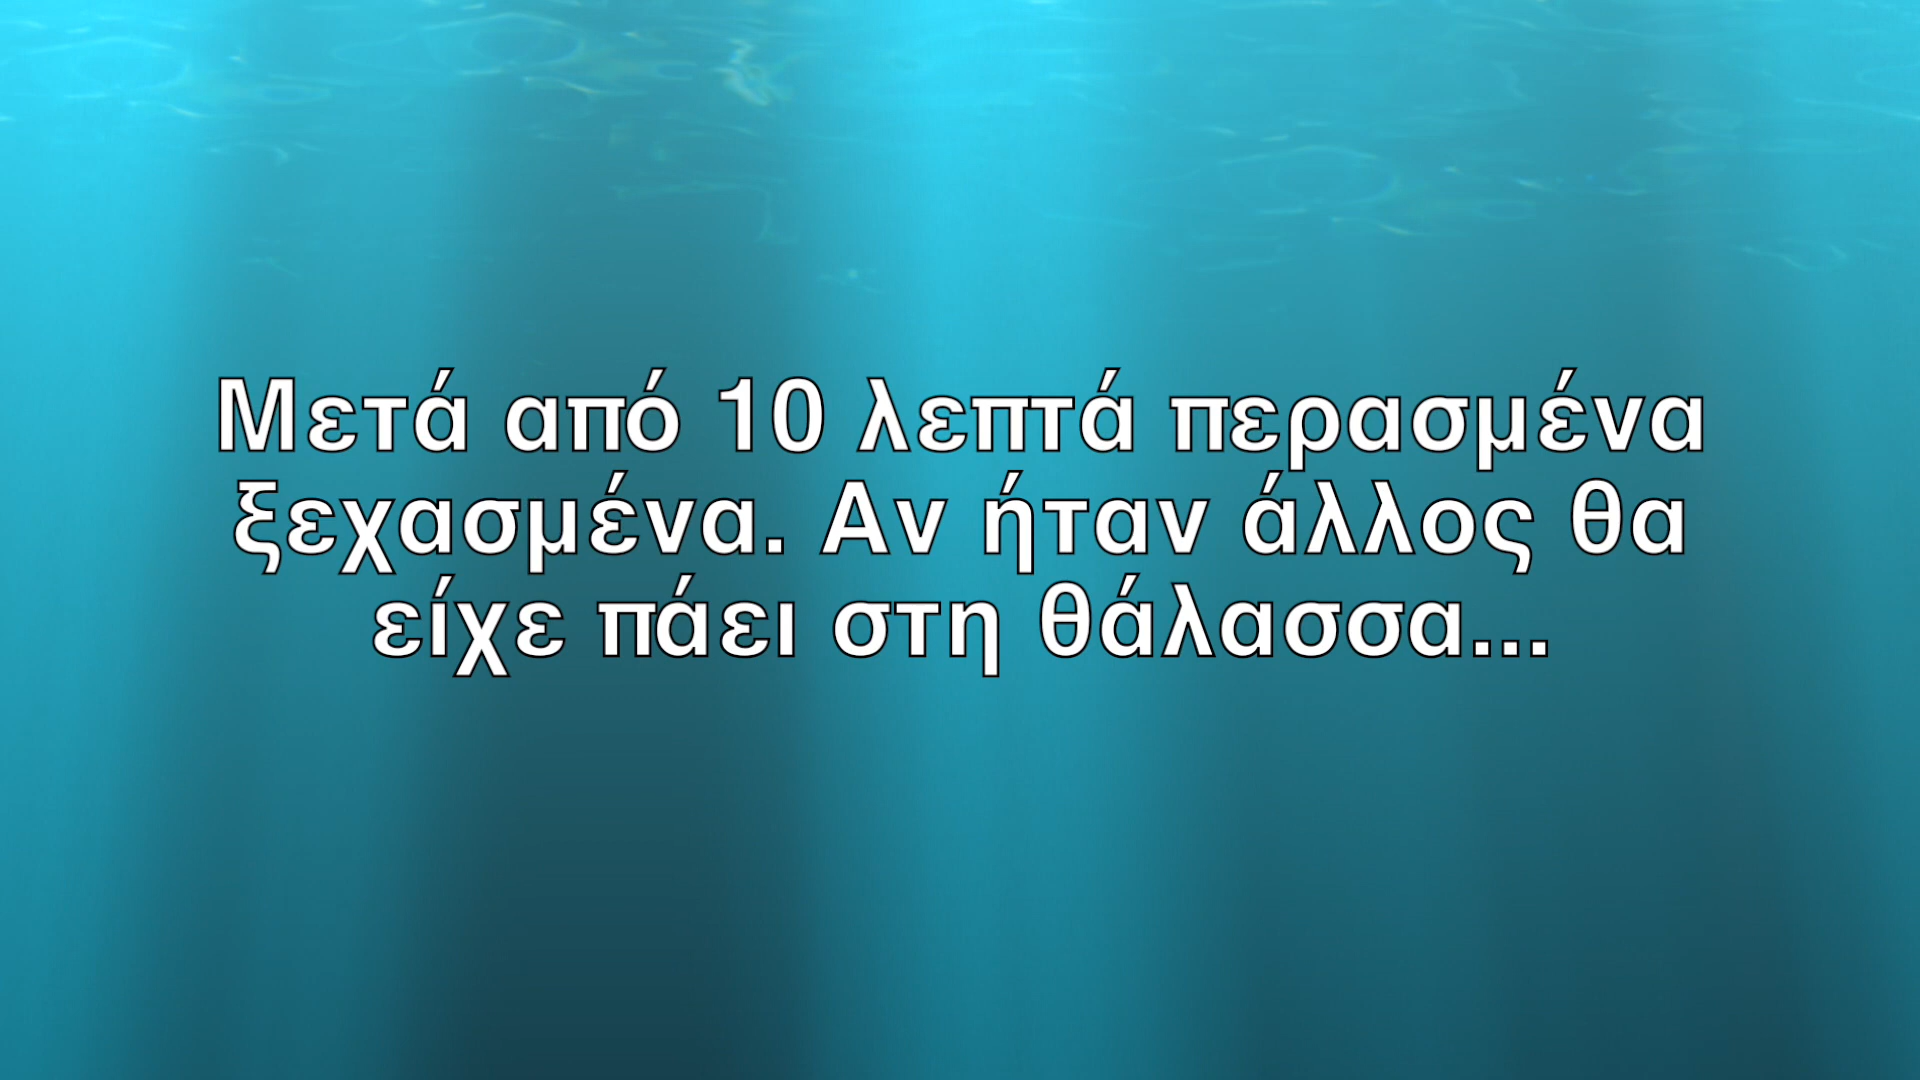 Μετά από 10 λεπτά περασμένα
ξεχασμένα. Αν ήταν άλλος θα
είχε πάει στη θάλασσα...